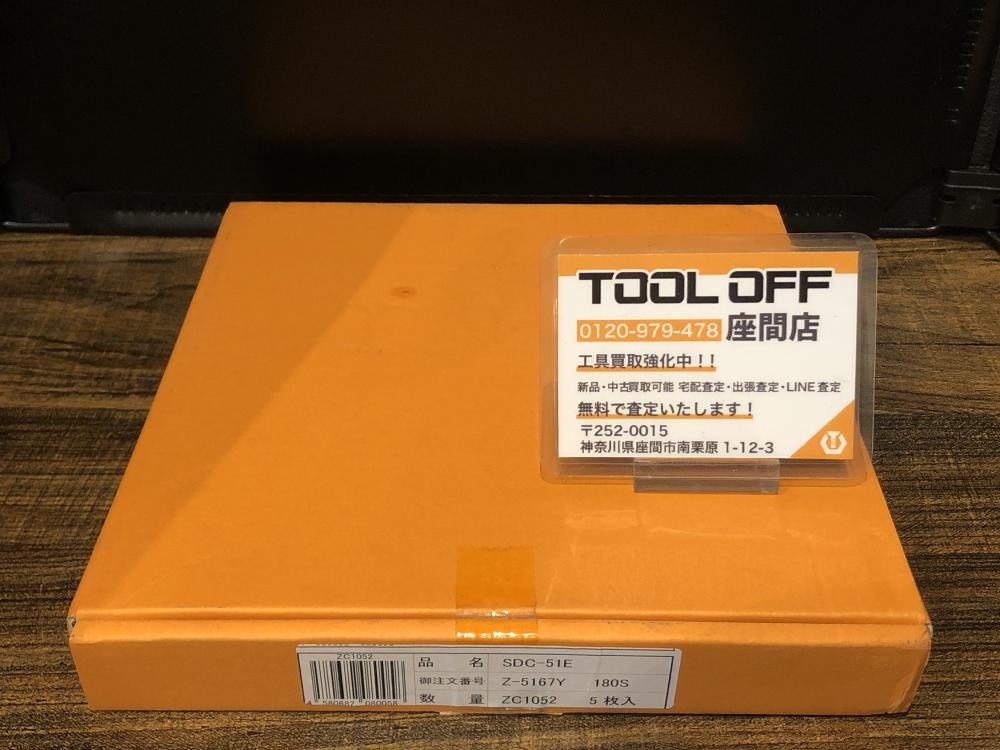 TOOL OFF
0120-979-478 座間店
工具買取強化中!!
新品・中古買取可能 宅配査定・出張査定・LINE査定
無料で査定いたします!
〒252-0015
神奈川県座間市南栗原 1-12-3
ZC1052
4 580682 080058
品 名 SDC-51E
御注文番号 Z-5167Y 180S
数 量 ZC1052 5枚入